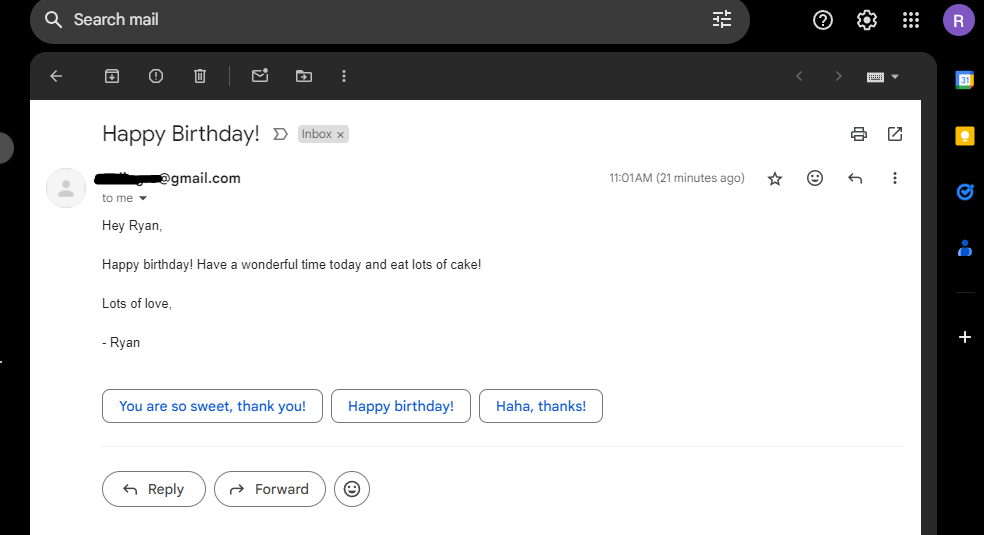 Search mail
R
Happy Birthday! Inbox x
@gmail.com 11:01AM (21 minutes ago)
to me
Hey Ryan,
Happy birthday! Have a wonderful time today and eat lots of cake!
Lots of love,
- Ryan
You are so sweet, thank you! Happy birthday! Haha, thanks!
Reply Forward
31